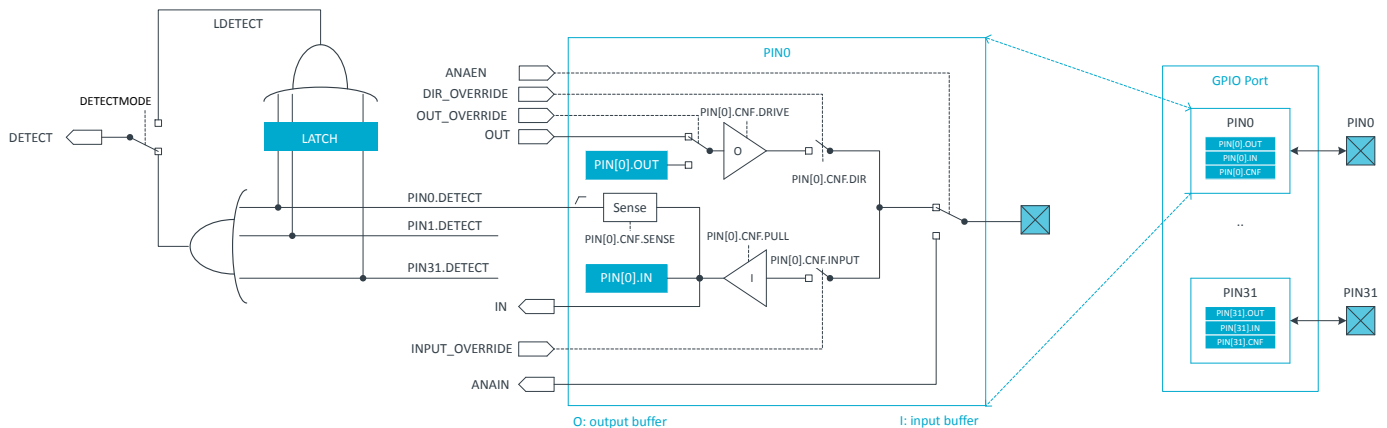 LDETECT
DETECTMODE
DETECT
LATCH
PIN0.DETECT
PIN1.DETECT
PIN31.DETECT
PIN0
ANAEN
DIR_OVERRIDE
OUT_OVERRIDE
OUT
PIN[0].CNF.DRIVE
O
PIN[0].OUT
PIN[0].CNF.DIR
Sense
PIN[0].CNF.SENSE
PIN[0].CNF.PULL
PIN[0].CNF.INPUT
PIN[0].IN
I
IN
INPUT_OVERRIDE
ANAIN
O: output buffer
I: input buffer
GPIO Port
PIN0
PIN[0].OUT
PIN[0].IN
PIN[0].CNF
PIN0
..
PIN31
PIN[31].OUT
PIN[31].IN
PIN[31].CNF
PIN31